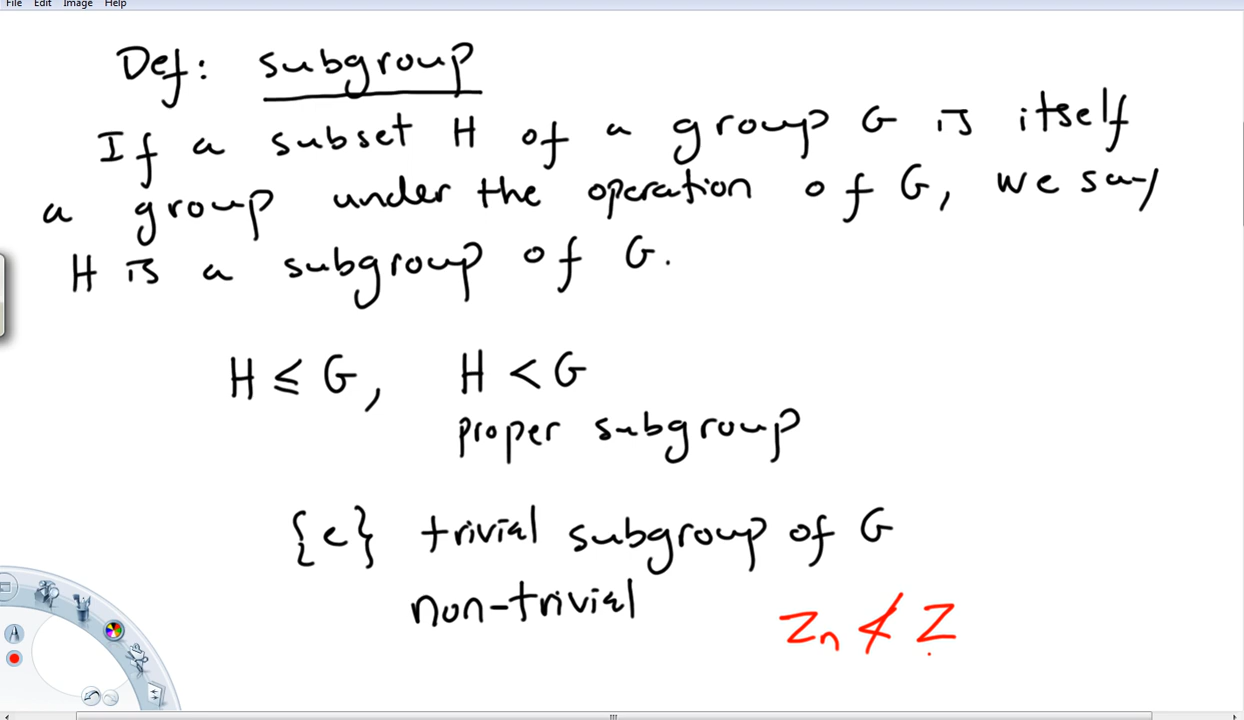 File Edit Image Help
Def: subgroup
If a subset H of a group G is itself
a group under the operation of G, we say
H is a subgroup of G.
H ≤ G, H < G
proper subgroup
{e} trivial subgroup of G
non-trivial
Zn ≮ Z